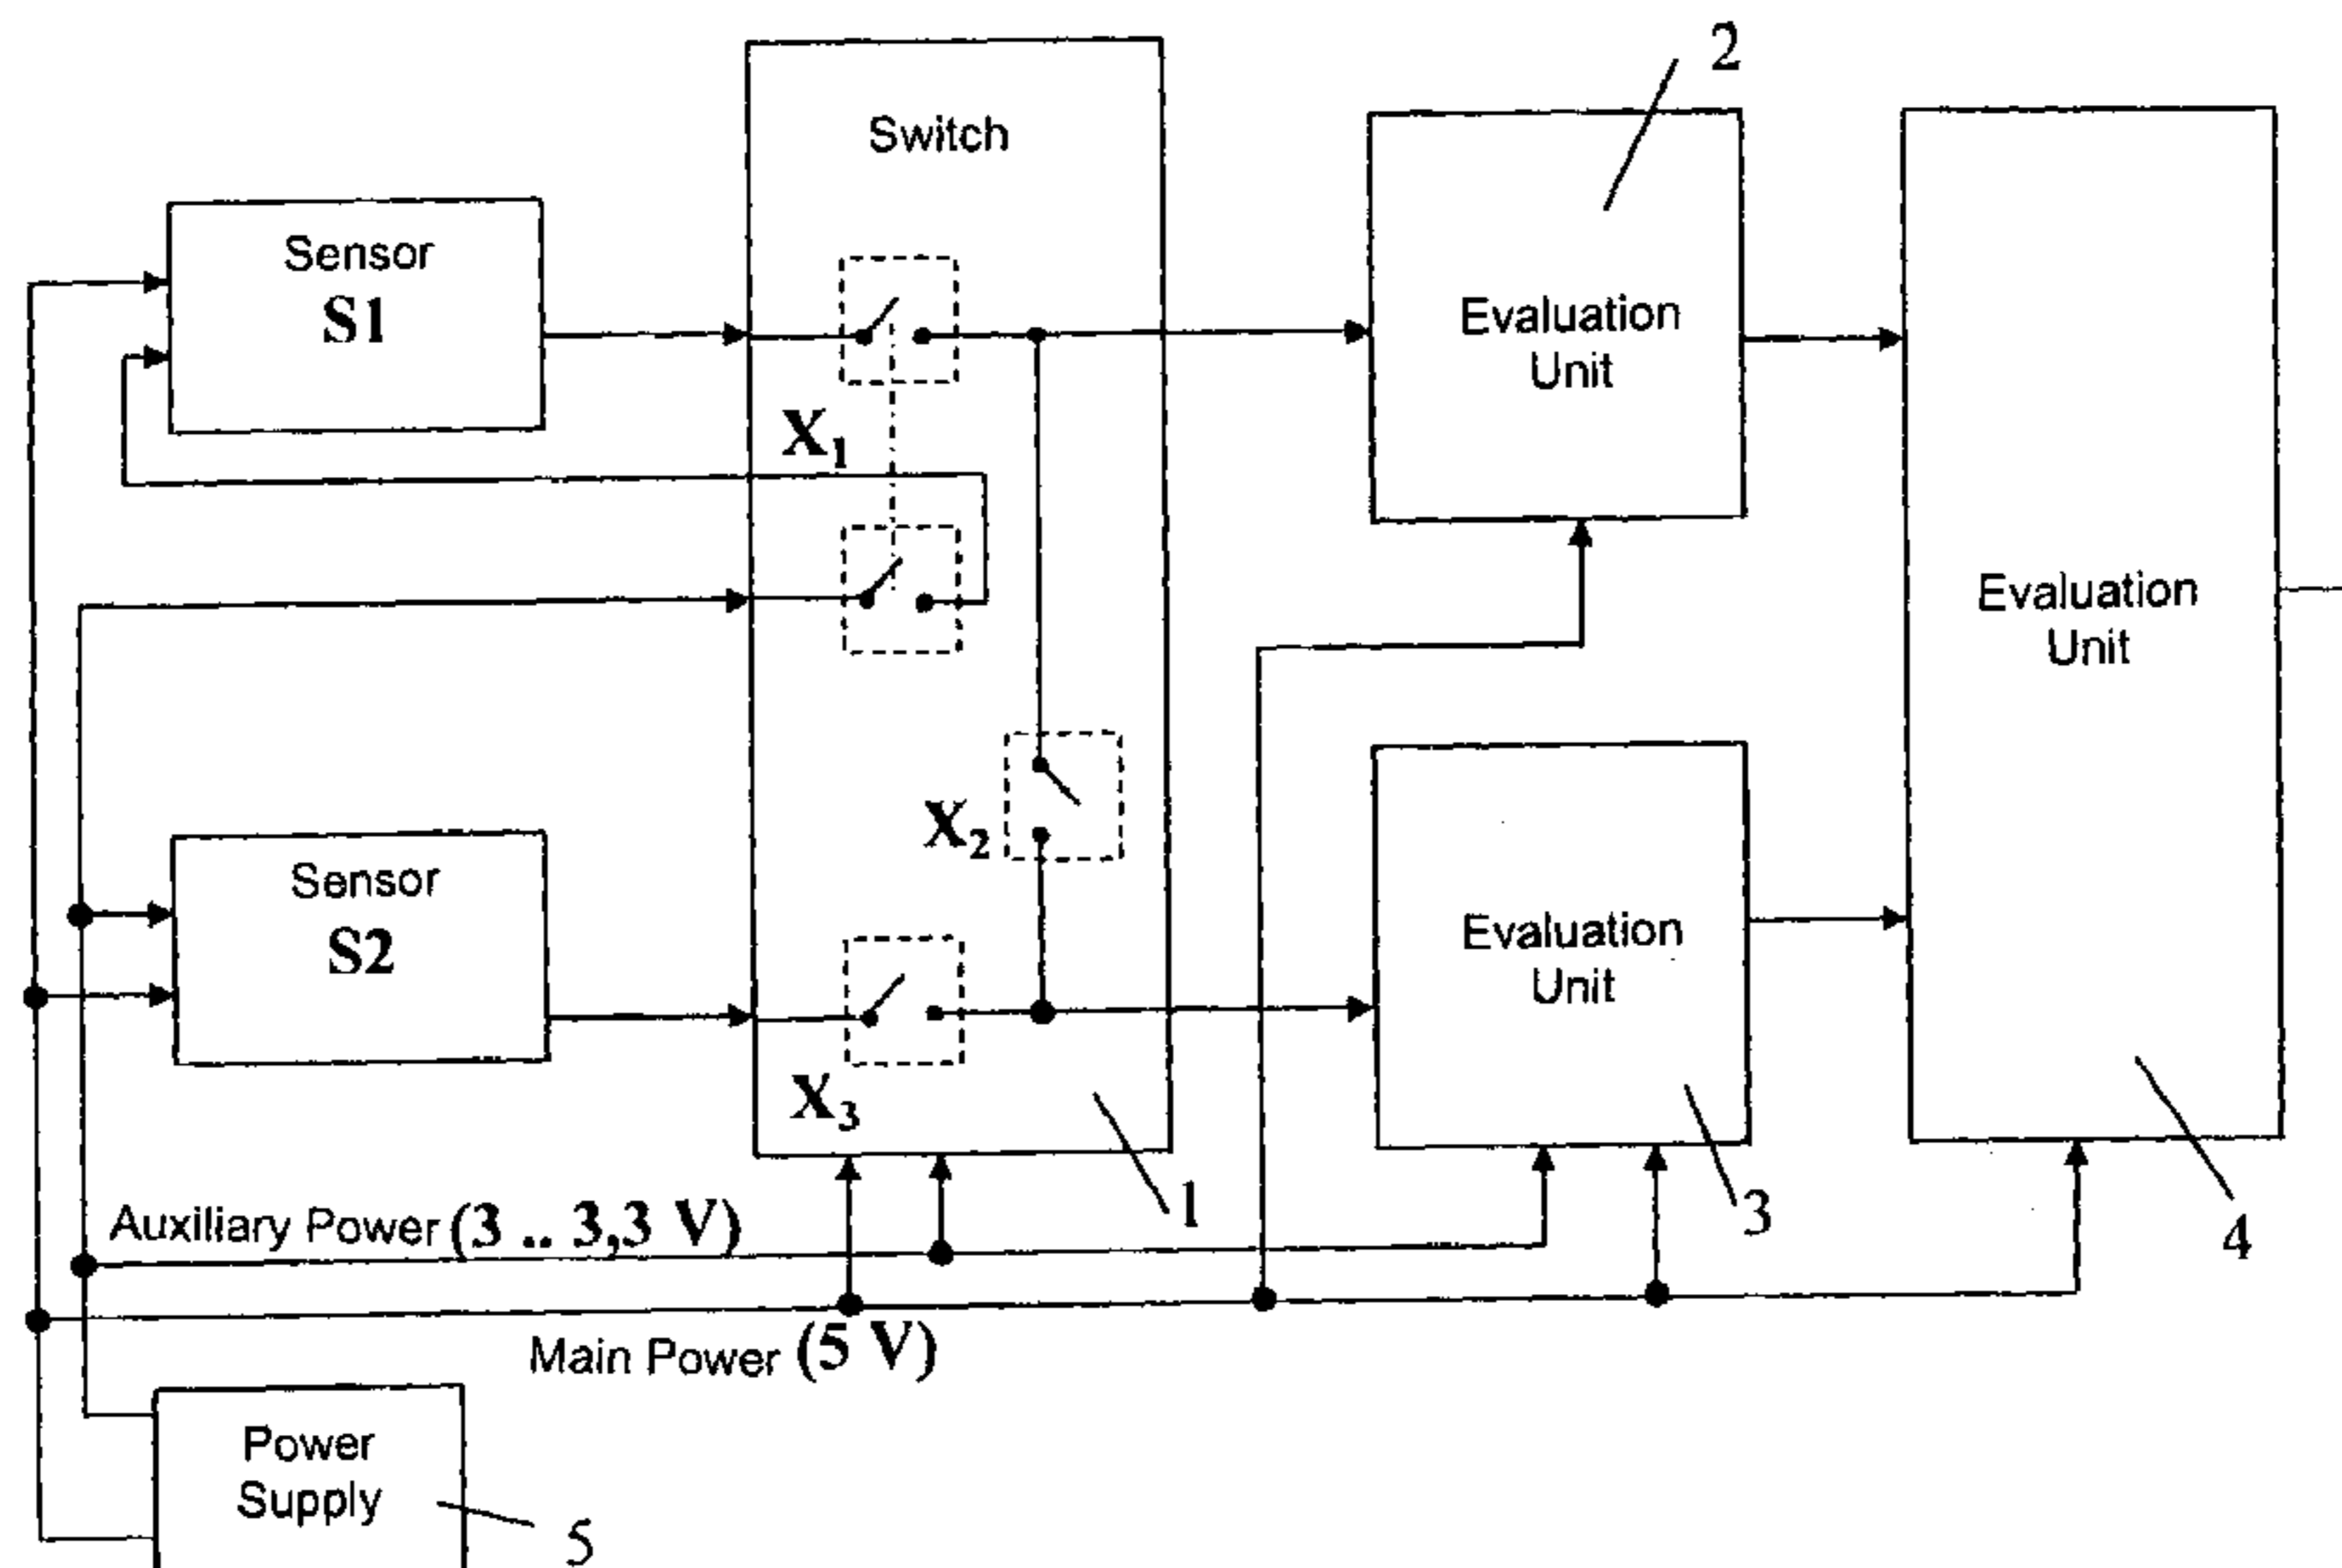 2
Switch
Sensor
S1
Evaluation
Unit
X1
Evaluation
Unit
X2
Sensor
S2
Evaluation
Unit
X3
1
3
4
Auxiliary Power (3 .. 3,3 V)
Main Power (5 V)
Power
Supply
5